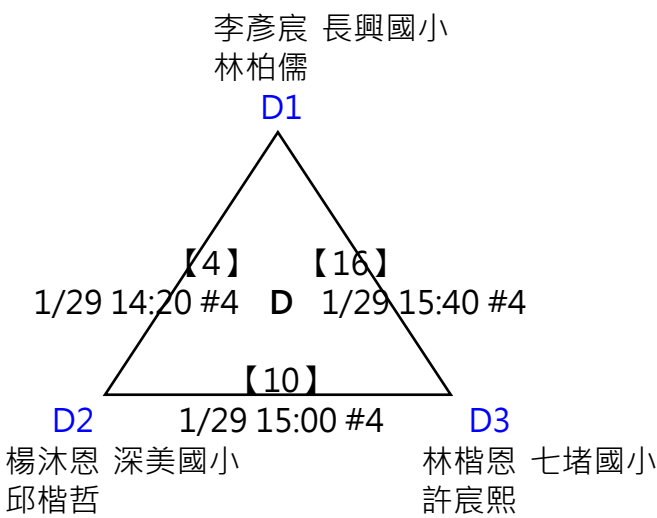 李彥宸 長興國小
林柏儒
D1
【4】 【16】
1/29 14:20 #4 D 1/29 15:40 #4
【10】
D2 1/29 15:00 #4 D3
楊沐恩 深美國小 林楷恩 七堵國小
邱楷哲 許宸熙